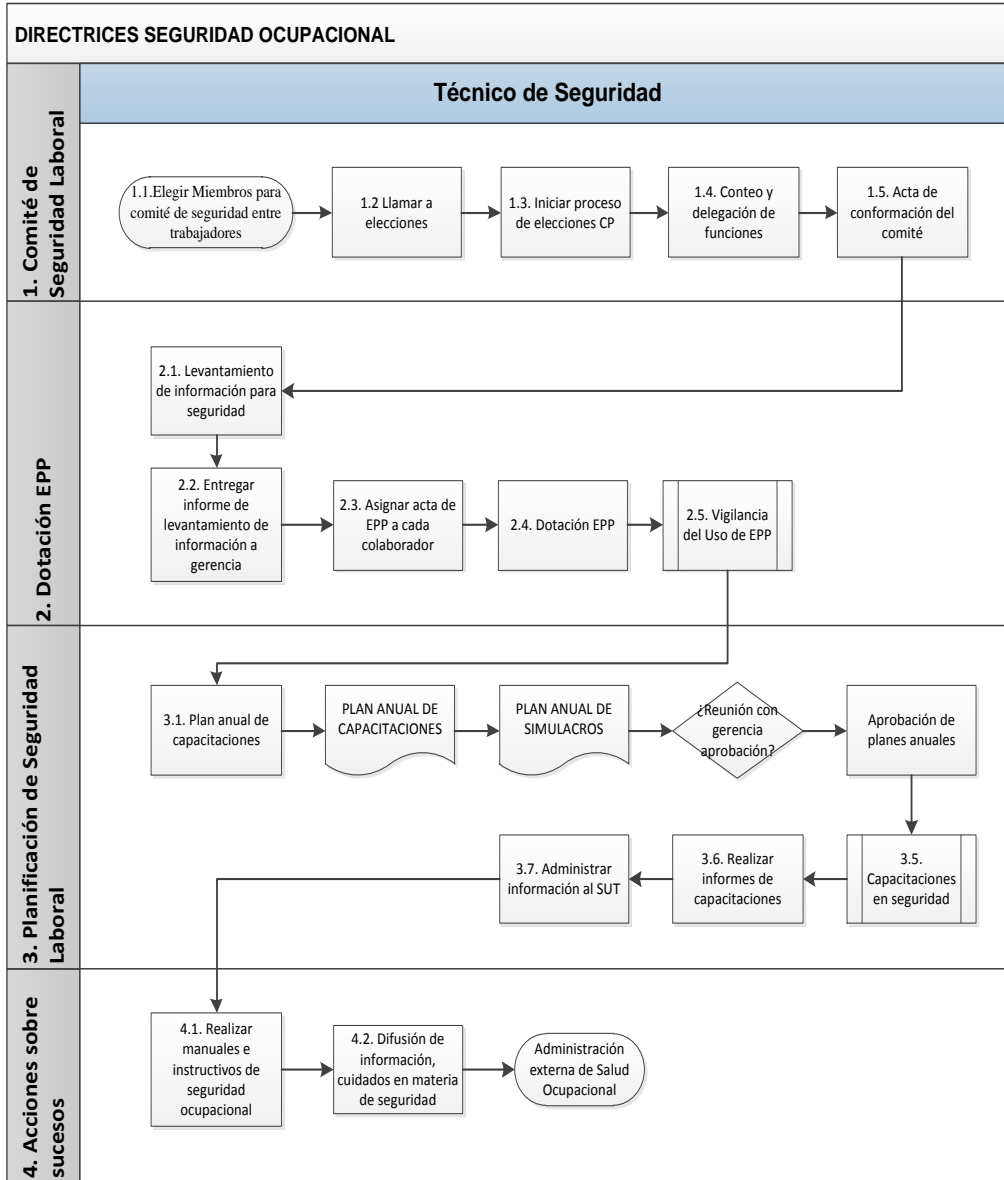 DIRECTRICES SEGURIDAD OCUPACIONAL
Técnico de Seguridad
1. Comité de
Seguridad Laboral
1.1.Elegir Miembros para
comité de seguridad entre
trabajadores
1.2 Llamar a
elecciones
1.3. Iniciar proceso
de elecciones CP
1.4. Conteo y
delegación de
funciones
1.5. Acta de
conformación del
comité
2. Dotación EPP
2.1. Levantamiento
de información para
seguridad
2.2. Entregar
informe de
levantamiento de
información a
gerencia
2.3. Asignar acta de
EPP a cada
colaborador
2.4. Dotación EPP
2.5. Vigilancia
del Uso de EPP
3. Planificación de Seguridad
Laboral
3.1. Plan anual de
capacitaciones
PLAN ANUAL DE
CAPACITACIONES
PLAN ANUAL DE
SIMULACROS
¿Reunión con
gerencia
aprobación?
Aprobación de
planes anuales
3.7. Administrar
información al SUT
3.6. Realizar
informes de
capacitaciones
3.5.
Capacitaciones
en seguridad
4. Acciones sobre
sucesos
4.1. Realizar
manuales e
instructivos de
seguridad
ocupacional
4.2. Difusión de
información,
cuidados en materia
de seguridad
Administración
externa de Salud
Ocupacional